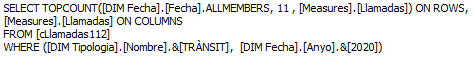 SELECT TOPCOUNT([DIM Fecha].[Fecha].ALLMEMBERS, 11 , [Measures].[Llamadas]) ON ROWS,
[Measures].[Llamadas] ON COLUMNS
FROM [cLlamadas112]
WHERE ([DIM Tipologia].[Nombre].&[TRÀNSIT],  [DIM Fecha].[Anyo].&[2020])